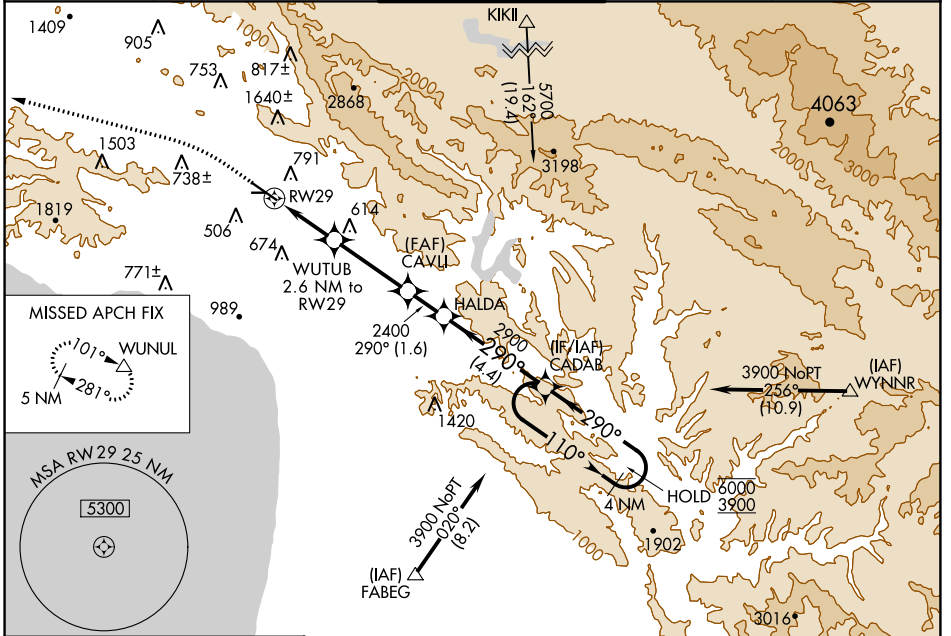 1409
905
753
817±
1640±
2868
1000
2000
KIKII
5700
162°
(19.4)
3198
4063
3000
2000
1000
1503
738±
791
RW29
1819
506
674
614
WUTUB
2.6 NM to
RW29
(FAF)
CAVLI
HALDA
771±
989
2400
290° (1.6)
2900
290°
(4.4)
(IF/IAF)
CADAB
3900 NoPT
256°
(10.9)
(IAF)
WYNNR
MISSED APCH FIX
101°
WUNUL
281°
5 NM
1420
290°
110°
4 NM
HOLD
6000
3900
1902
1000
3900 NoPT
020°
(8.2)
(IAF)
FABEG
MSA RW29 25 NM
5300
3016